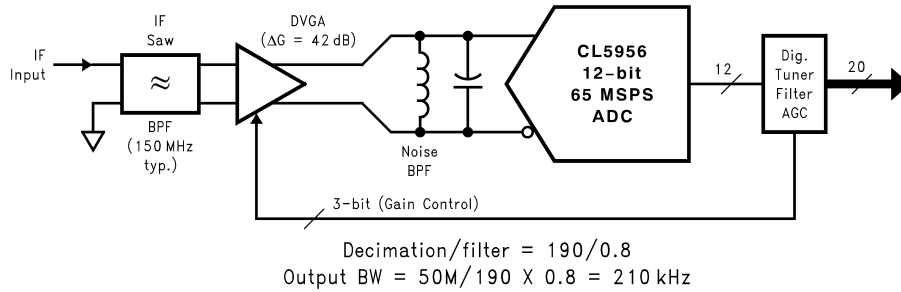 IF
Input
IF
Saw
≈
BPF
(150 MHz
typ.)
DVGA
(ΔG = 42 dB)
Noise
BPF
CL5956
12-bit
65 MSPS
ADC
12
Dig.
Tuner
Filter
AGC
20
3-bit (Gain Control)
Decimation/filter = 190/0.8
Output BW = 50M/190 X 0.8 = 210 kHz